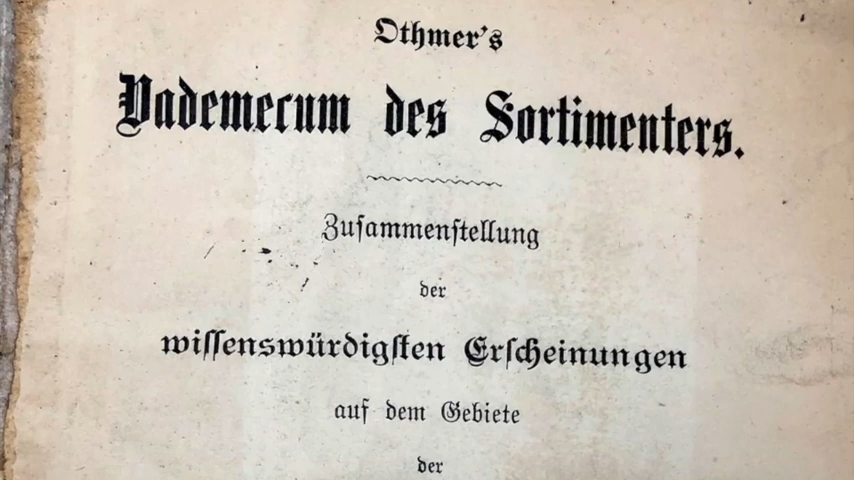 Othmer's
Vademecum des Sortimenters.
Zuſammenſtellung
der
wiſſenswürdigſten Erſcheinungen
auf dem Gebiete
der